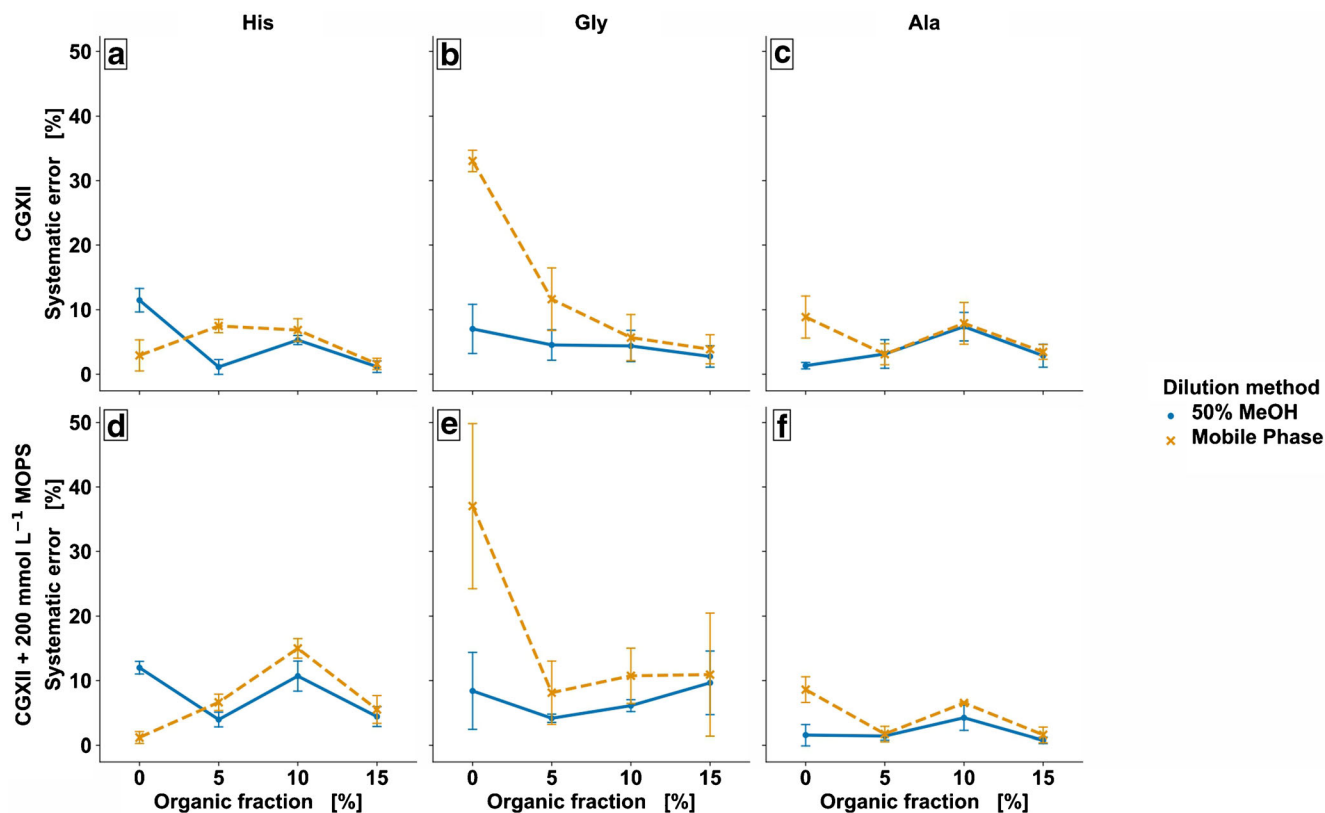 His Gly Ala
a b c
50
40
30
20
10
0
CGXII
Systematic error [%]
d e f
50
40
30
20
10
0
CGXII + 200 mmol L⁻¹ MOPS
Systematic error [%]
0 5 10 15 0 5 10 15 0 5 10 15
Organic fraction [%] Organic fraction [%] Organic fraction [%]
Dilution method
50% MeOH
Mobile Phase